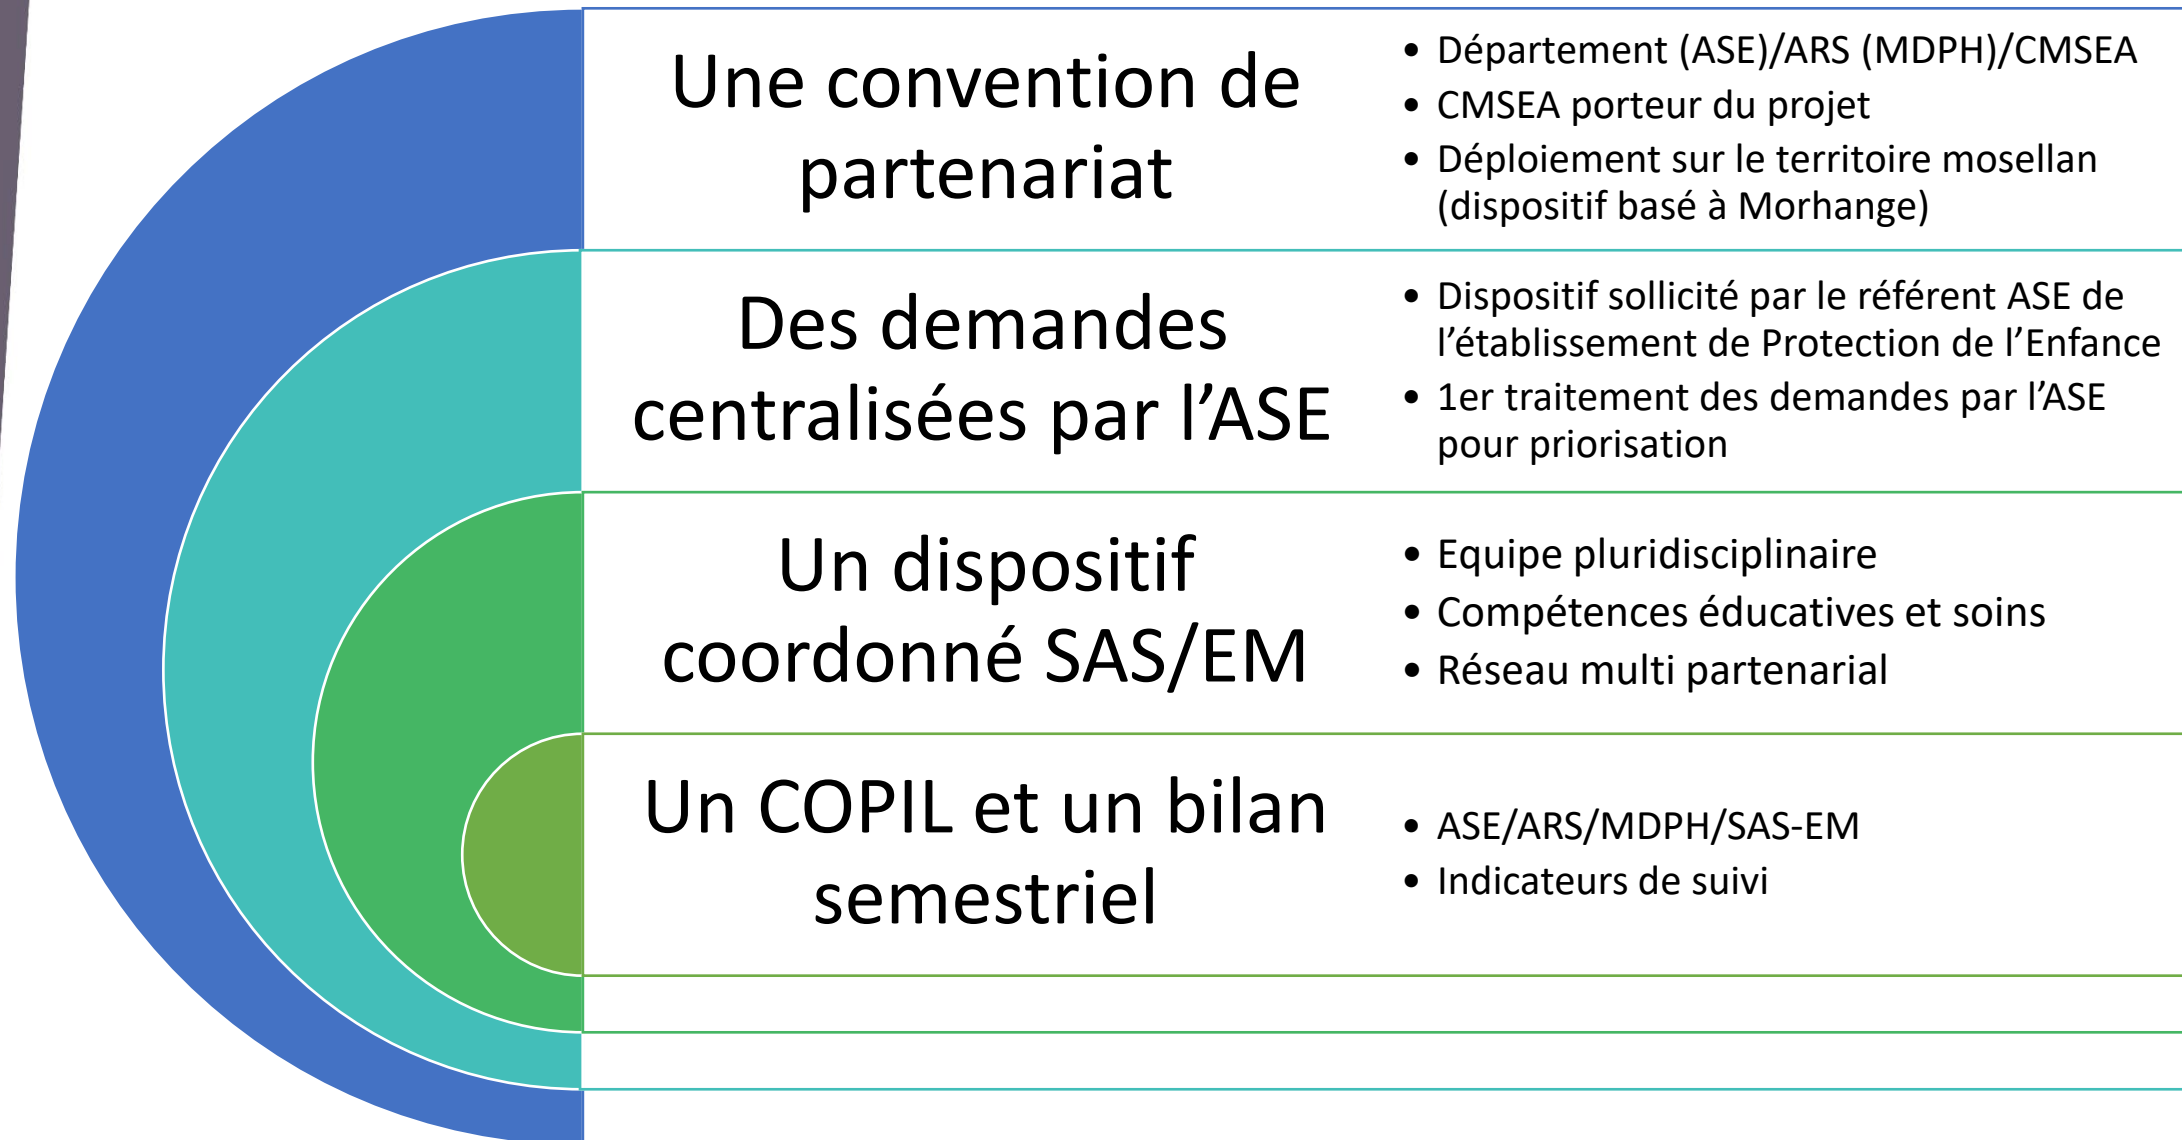 Une convention de
partenariat
• Département (ASE)/ARS (MDPH)/CMSEA
• CMSEA porteur du projet
• Déploiement sur le territoire mosellan
(dispositif basé à Morhange)
Des demandes
centralisées par l’ASE
• Dispositif sollicité par le référent ASE de
l’établissement de Protection de l’Enfance
• 1er traitement des demandes par l’ASE
pour priorisation
Un dispositif
coordonné SAS/EM
• Equipe pluridisciplinaire
• Compétences éducatives et soins
• Réseau multi partenarial
Un COPIL et un bilan
semestriel
• ASE/ARS/MDPH/SAS-EM
• Indicateurs de suivi